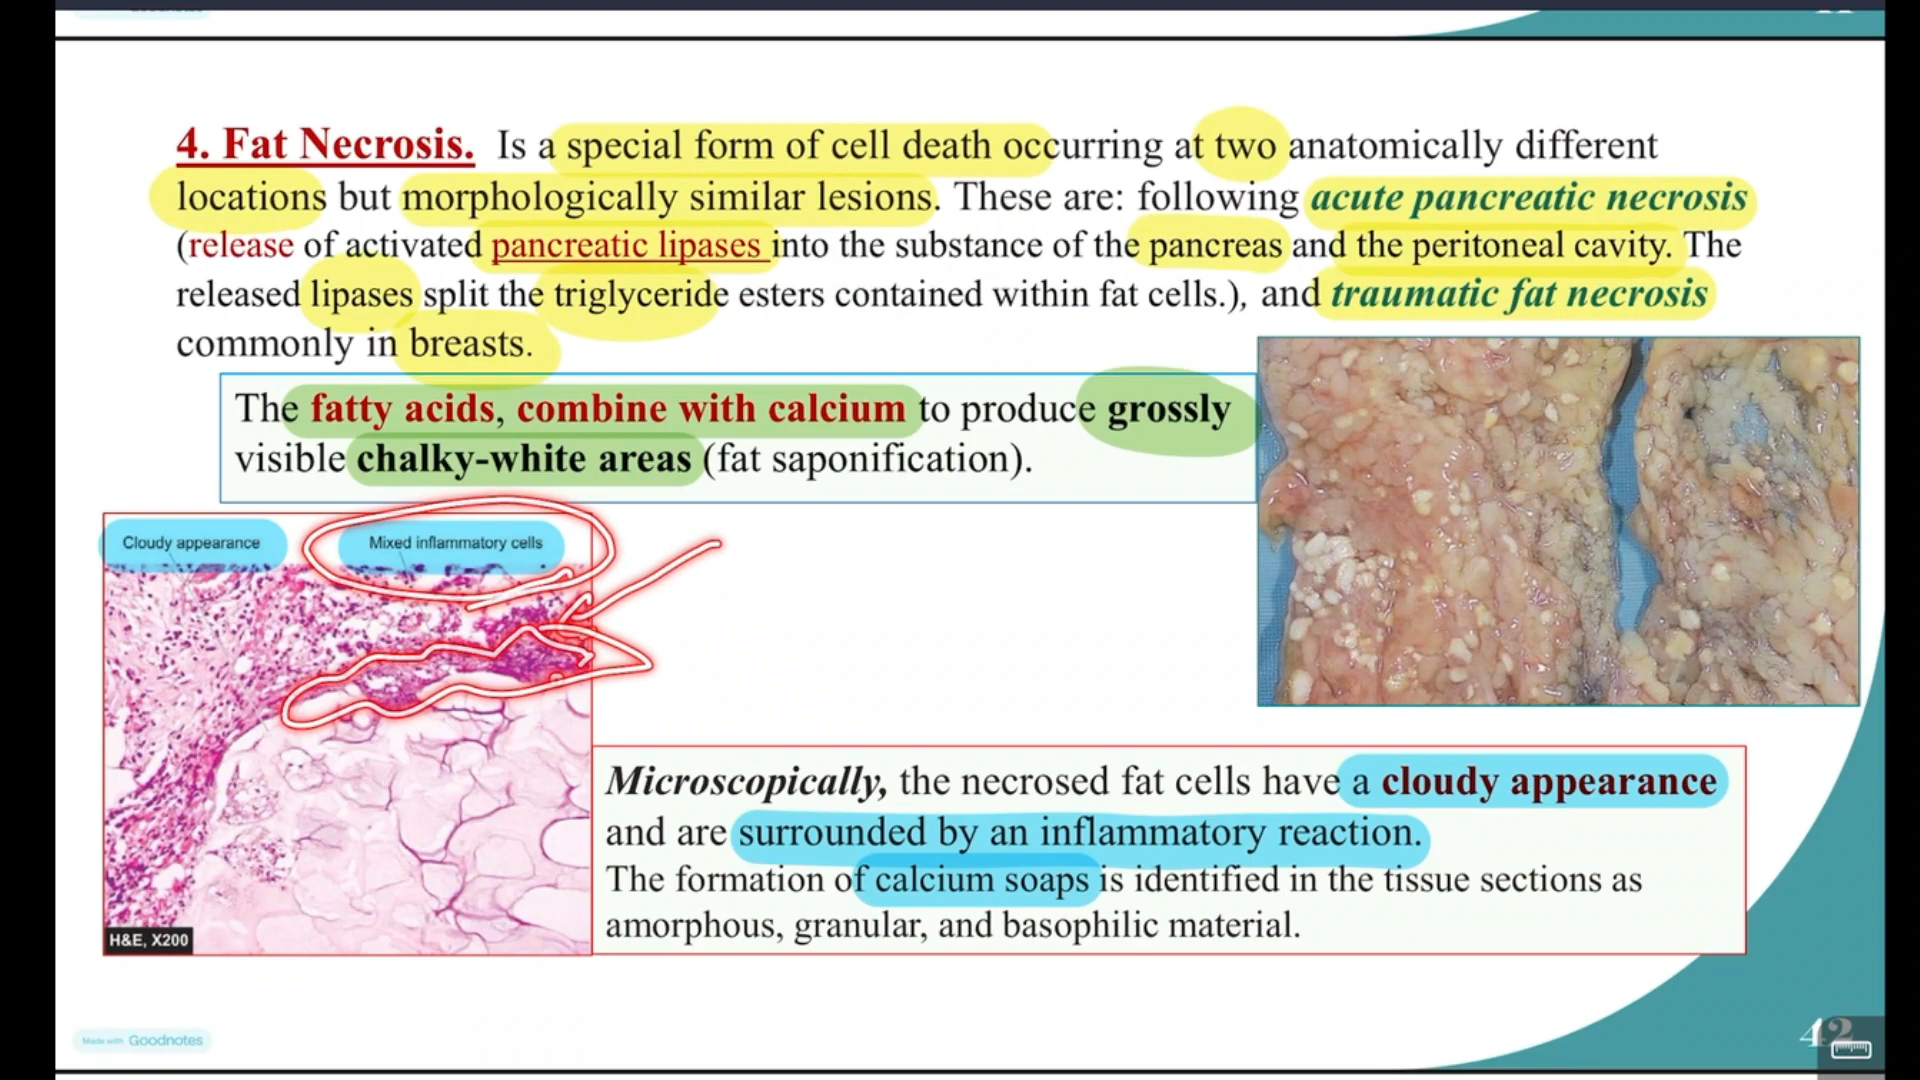 4. Fat Necrosis. Is a special form of cell death occurring at two anatomically different
locations but morphologically similar lesions. These are: following acute pancreatic necrosis
(release of activated pancreatic lipases into the substance of the pancreas and the peritoneal cavity. The
released lipases split the triglyceride esters contained within fat cells.), and traumatic fat necrosis
commonly in breasts.
The fatty acids, combine with calcium to produce grossly
visible chalky-white areas (fat saponification).
Cloudy appearance
Mixed inflammatory cells
H&E, X200
Microscopically, the necrosed fat cells have a cloudy appearance
and are surrounded by an inflammatory reaction.
The formation of calcium soaps is identified in the tissue sections as
amorphous, granular, and basophilic material.
Made with Goodnotes
42